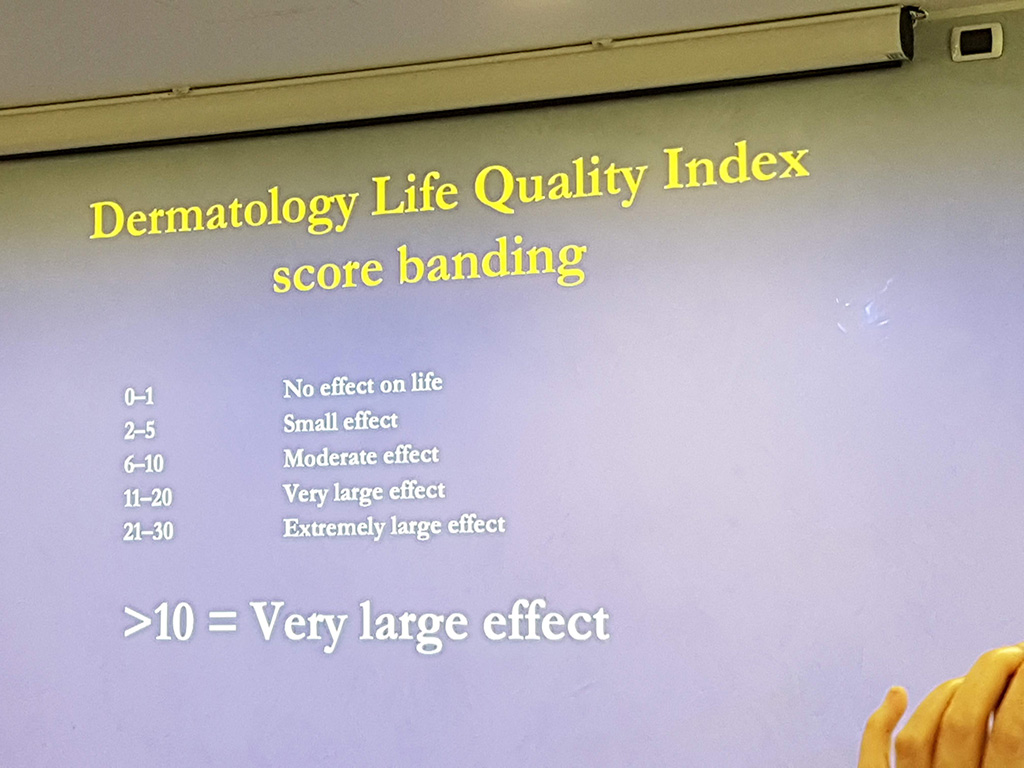 Dermatology Life Quality Index
score banding
0–1 No effect on life
2–5 Small effect
6–10 Moderate effect
11–20 Very large effect
21–30 Extremely large effect
>10 = Very large effect